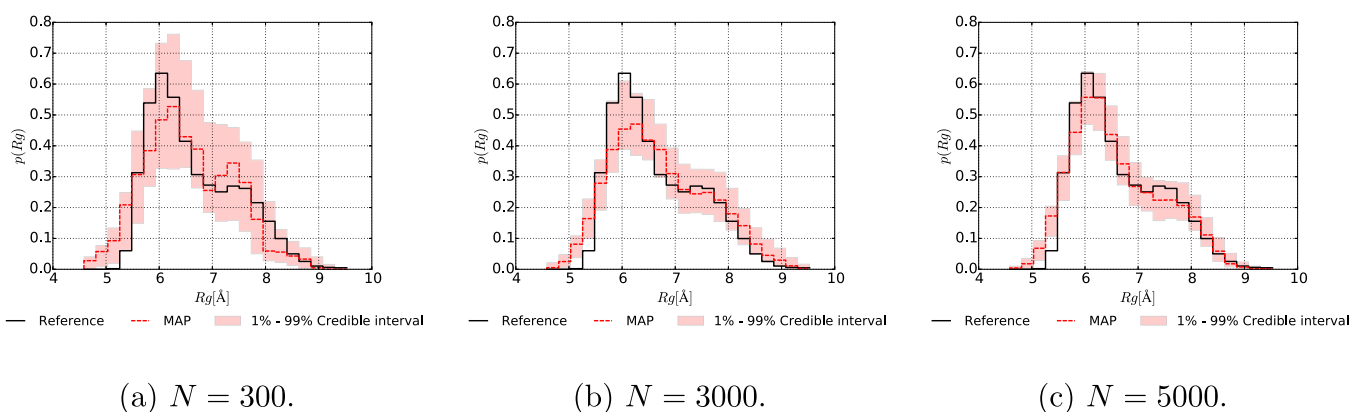 0.8
0.7
0.6
0.5
0.4
0.3
0.2
0.1
0.0
p(Rg)
4 5 6 7 8 9 10
Rg[Å]
Reference MAP 1% - 99% Credible interval
(a) N = 300.
0.8
0.7
0.6
0.5
0.4
0.3
0.2
0.1
0.0
p(Rg)
4 5 6 7 8 9 10
Rg[Å]
Reference MAP 1% - 99% Credible interval
(b) N = 3000.
0.8
0.7
0.6
0.5
0.4
0.3
0.2
0.1
0.0
p(Rg)
4 5 6 7 8 9 10
Rg[Å]
Reference MAP 1% - 99% Credible interval
(c) N = 5000.